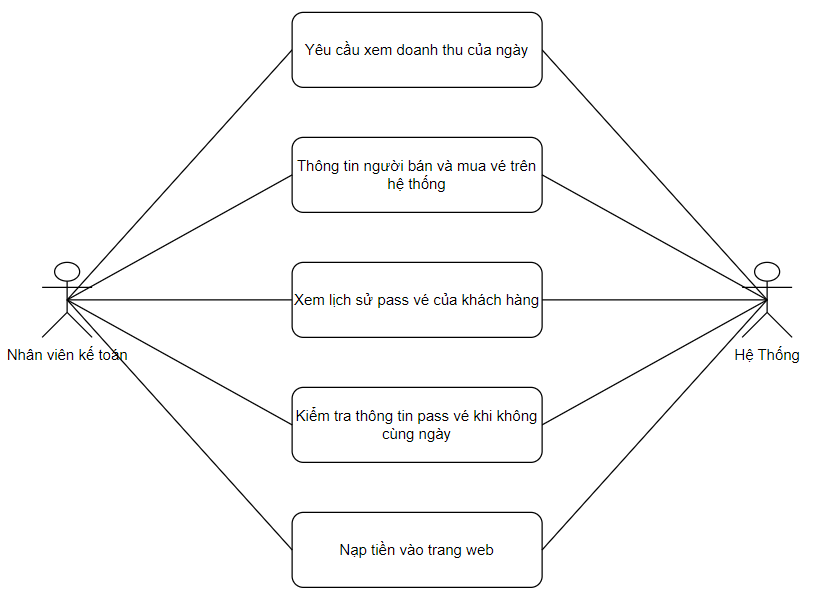 Yêu cầu xem doanh thu của ngày
Thông tin người bán và mua vé trên
hệ thống
Xem lịch sử pass vé của khách hàng
Nhân viên kế toán
Hệ Thống
Kiểm tra thông tin pass vé khi không
cùng ngày
Nạp tiền vào trang web